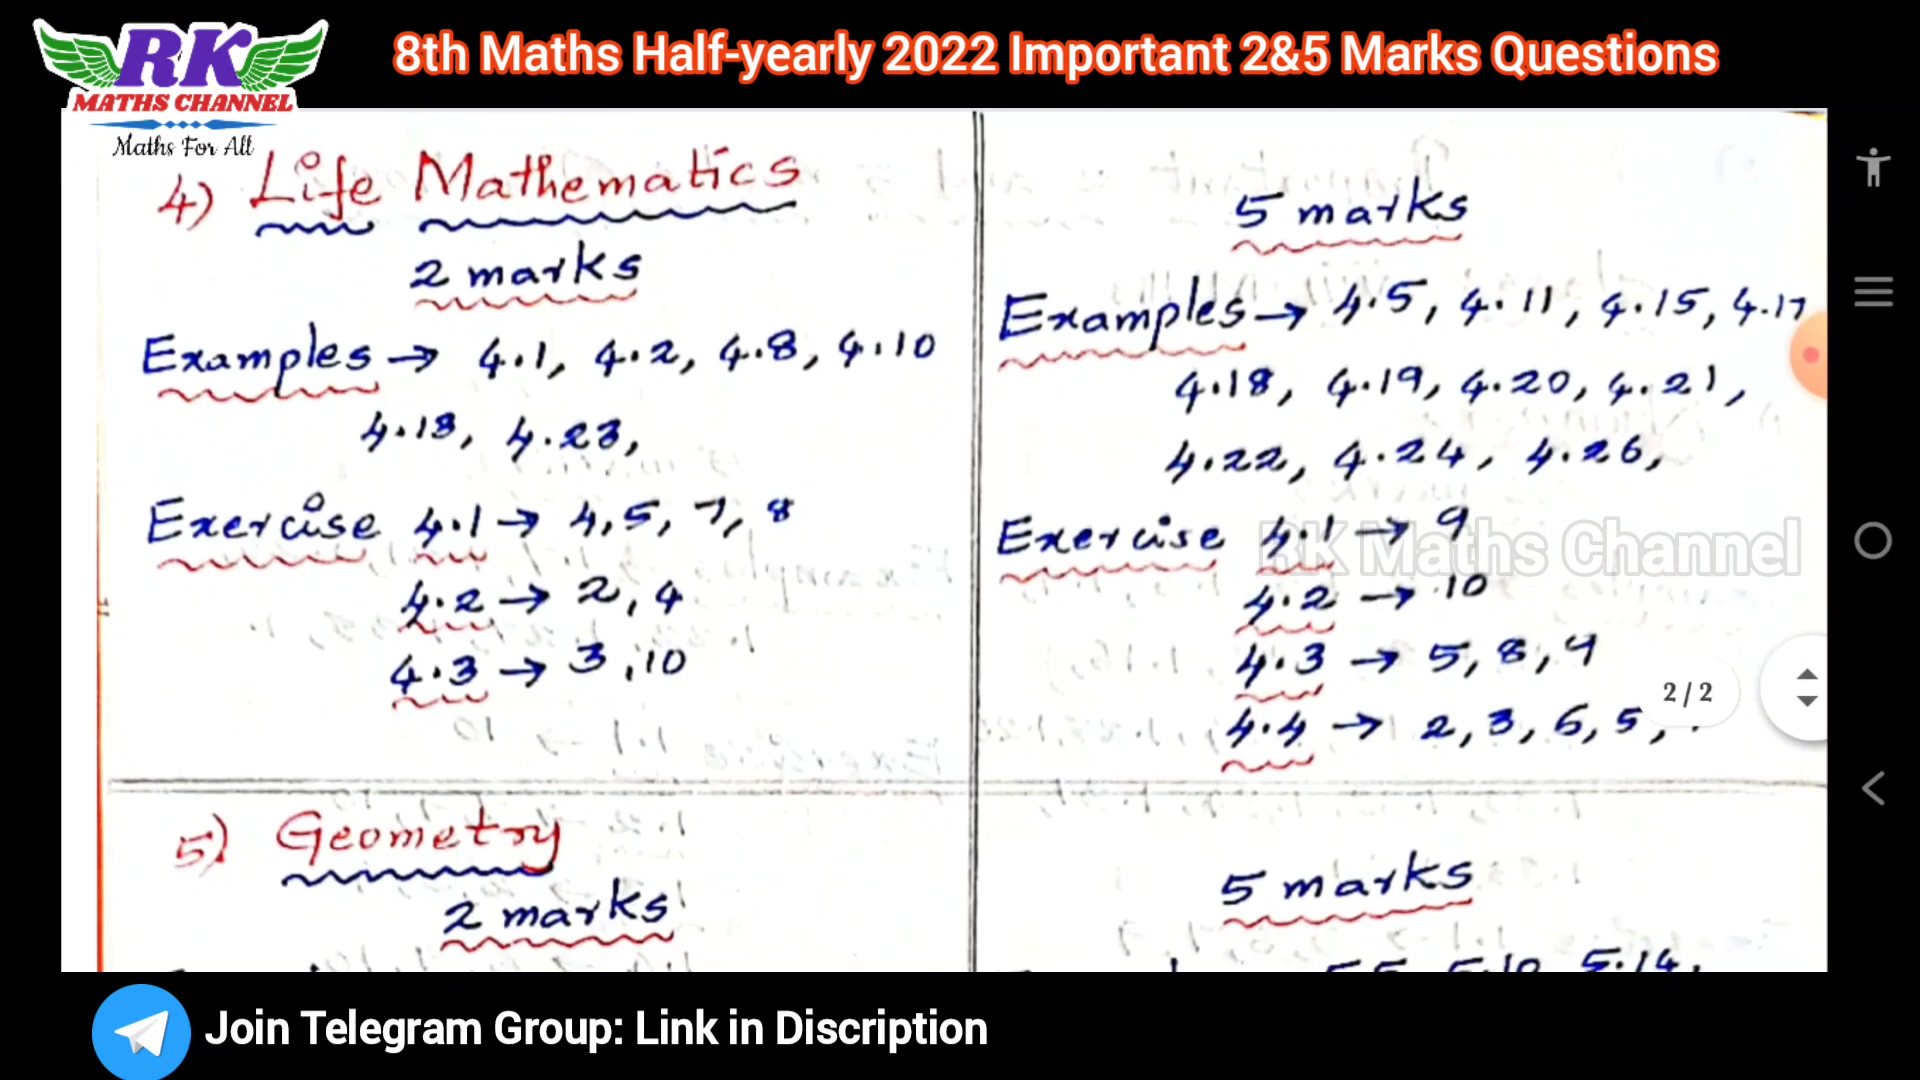 RK
MATHS CHANNEL
Maths For All
8th Maths Half-yearly 2022 Important 2&5 Marks Questions
4) Life Mathematics
2 marks
Examples → 4.1, 4.2, 4.8, 4.10
4.13, 4.23,
Exercise 4.1 → 4, 5, 7, 8
4.2 → 2, 4
4.3 → 3, 10
5 marks
Examples → 4.5, 4.11, 4.15, 4.17
4.18, 4.19, 4.20, 4.21,
4.22, 4.24, 4.26,
Exercise 4.1 → 9
4.2 → 10
4.3 → 5, 8, 9
4.4 → 2, 3, 6, 5,
RK Maths Channel
2 / 2
5) Geometry
2 marks
5 marks
5.10, 5.14,
Join Telegram Group: Link in Discription